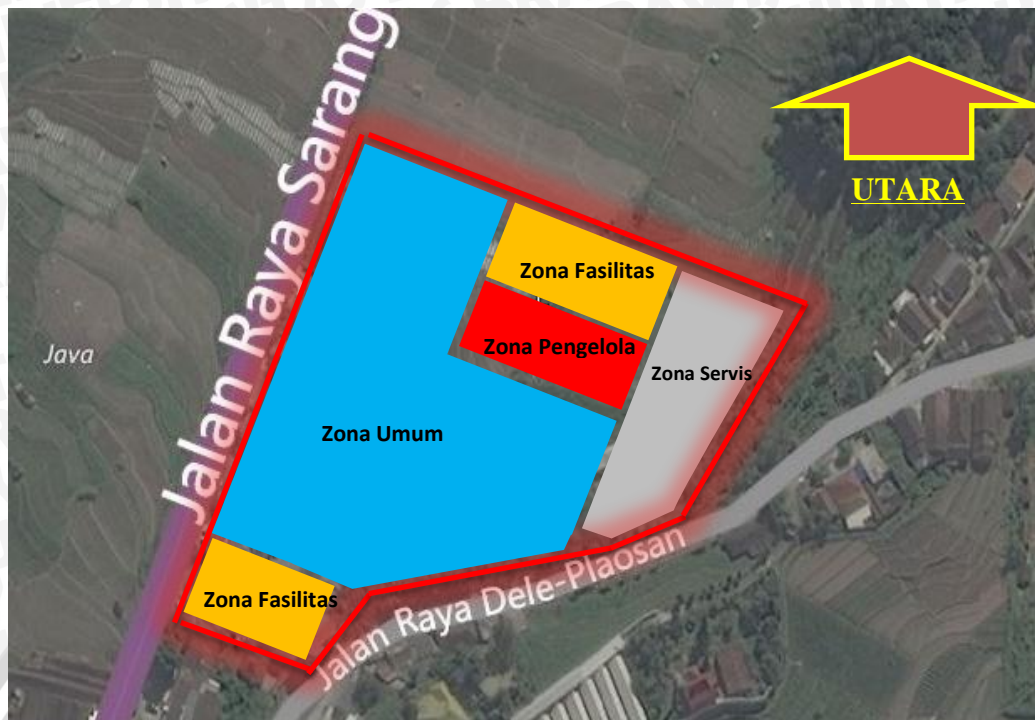 UTARA
Jalan Raya Sarang
Zona Fasilitas
Zona Pengelola
Java
Zona Servis
Zona Umum
Zona Fasilitas
Jalan Raya Dele-Plaosan